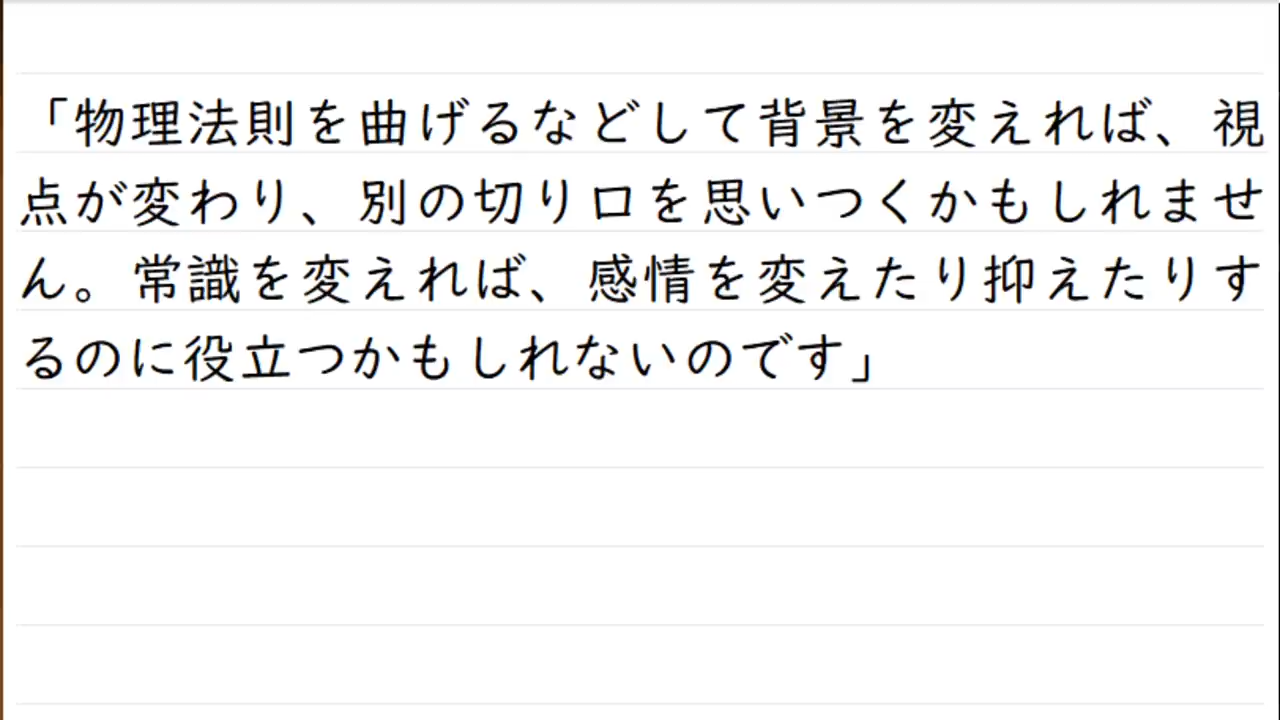 「物理法則を曲げるなどして背景を変えれば、視
点が変わり、別の切り口を思いつくかもしれませ
ん。常識を変えれば、感情を変えたり抑えたりす
るのに役立つかもしれないのです」